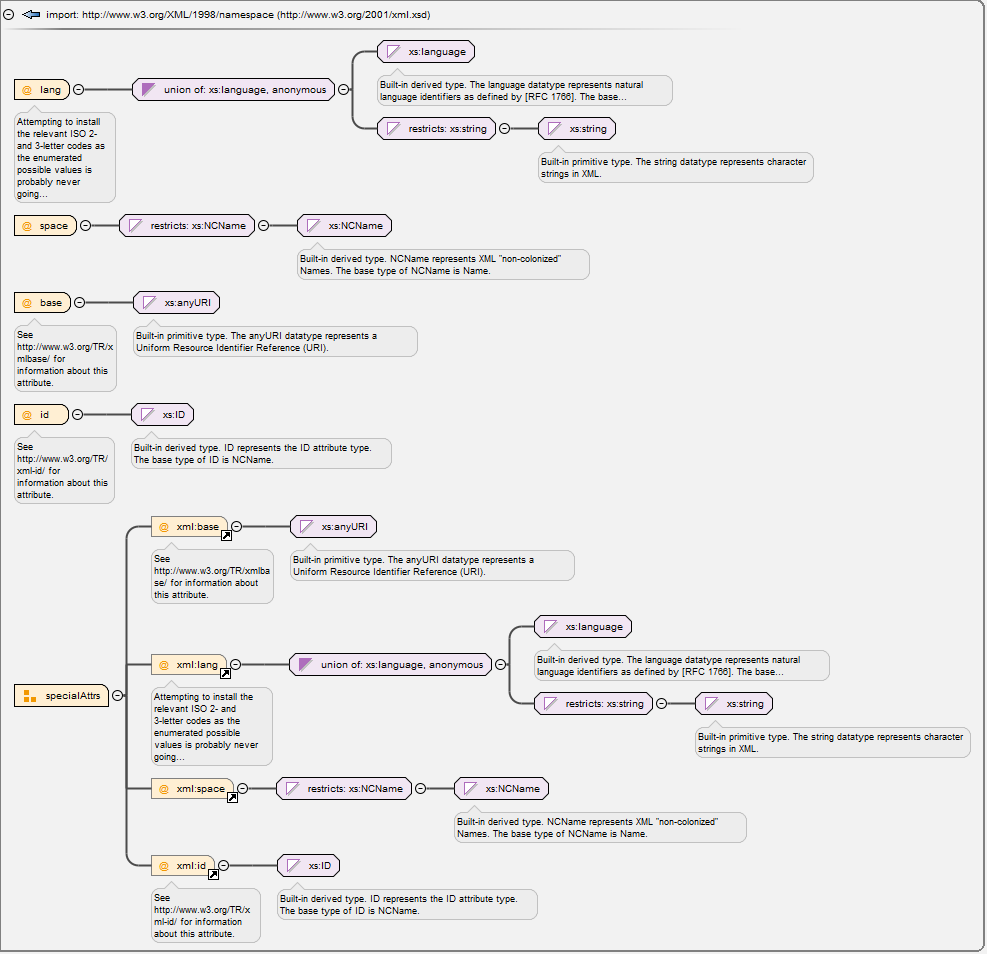 import: http://www.w3.org/XML/1998/namespace (http://www.w3.org/2001/xml.xsd)
xs:language
Built-in derived type. The language datatype represents natural
language identifiers as defined by [RFC 1766]. The base...
@ lang
union of: xs:language, anonymous
Attempting to install
the relevant ISO 2-
and 3-letter codes as
the enumerated
possible values is
probably never
going...
restricts: xs:string
xs:string
Built-in primitive type. The string datatype represents character
strings in XML.
@ space
restricts: xs:NCName
xs:NCName
Built-in derived type. NCName represents XML "non-colonized"
Names. The base type of NCName is Name.
@ base
xs:anyURI
See
http://www.w3.org/TR/x
mlbase/ for
information about this
attribute.
Built-in primitive type. The anyURI datatype represents a
Uniform Resource Identifier Reference (URI).
@ id
xs:ID
See
http://www.w3.org/TR/
xml-id/ for
information about this
attribute.
Built-in derived type. ID represents the ID attribute type.
The base type of ID is NCName.
specialAttrs
@ xml:base
xs:anyURI
See
http://www.w3.org/TR/xmlba
se/ for information about
this attribute.
Built-in primitive type. The anyURI datatype represents a
Uniform Resource Identifier Reference (URI).
@ xml:lang
union of: xs:language, anonymous
Attempting to install the
relevant ISO 2- and
3-letter codes as the
enumerated possible
values is probably never
going...
xs:language
Built-in derived type. The language datatype represents natural
language identifiers as defined by [RFC 1766]. The base...
restricts: xs:string
xs:string
Built-in primitive type. The string datatype represents character
strings in XML.
@ xml:space
restricts: xs:NCName
xs:NCName
Built-in derived type. NCName represents XML "non-colonized"
Names. The base type of NCName is Name.
@ xml:id
xs:ID
See
http://www.w3.org/TR/x
ml-id/ for information
about this attribute.
Built-in derived type. ID represents the ID attribute type.
The base type of ID is NCName.